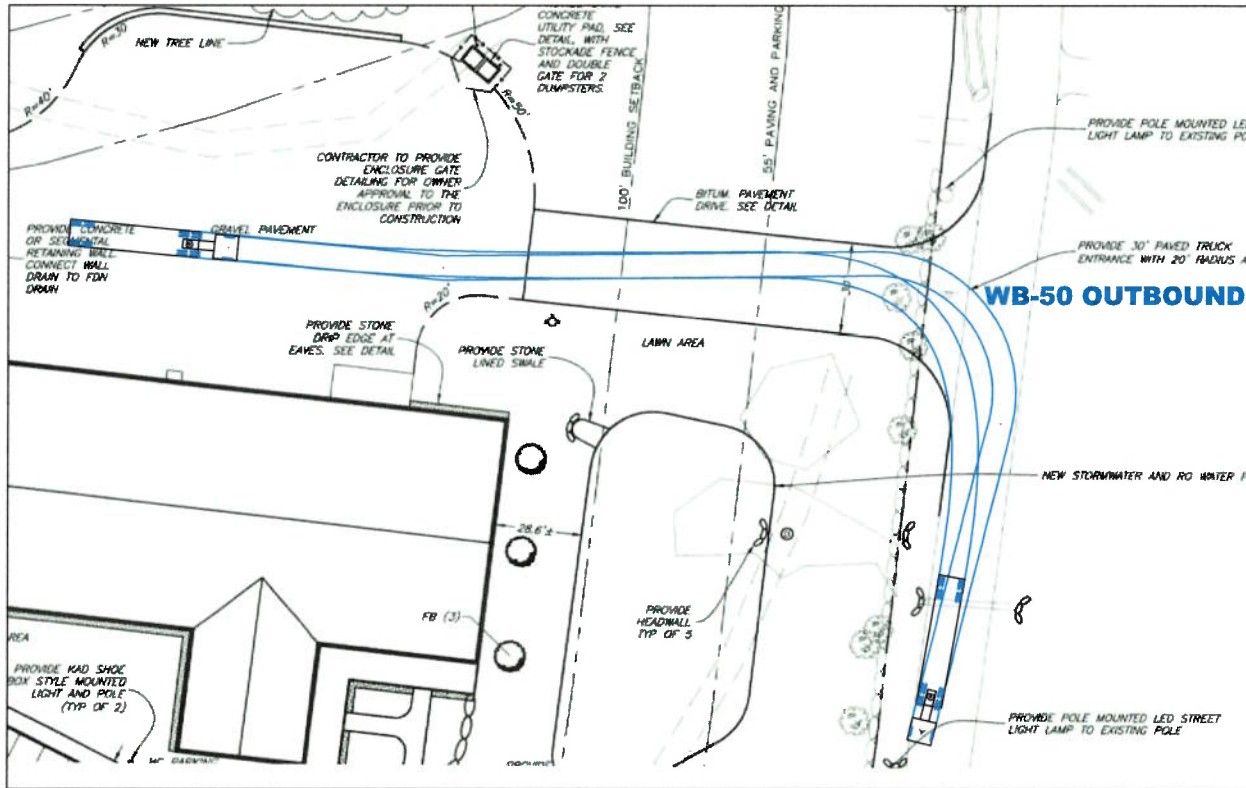 CONCRETE
UTILITY PAD, SEE
DETAIL, WITH
STOCKADE FENCE
AND DOUBLE
GATE FOR 2
DUMPSTERS.
R=30'
NEW TREE LINE
R=40'
R=50'
100' BUILDING SETBACK
55' PAVING AND PARKING
PROVIDE POLE MOUNTED LED
LIGHT LAMP TO EXISTING
CONTRACTOR TO PROVIDE
ENCLOSURE GATE
DETAILING FOR OWNER
APPROVAL TO THE
ENCLOSURE PRIOR TO
CONSTRUCTION
BITUM. PAVEMENT
DRIVE. SEE DETAIL
PROVIDE CONCRETE
OR SEGMENTAL
RETAINING WALL.
CONNECT WALL
DRAIN TO FDN
DRAIN
GRAVEL PAVEMENT
PROVIDE 30' PAVED TRUCK
ENTRANCE WITH 20' RADIUS
WB-50 OUTBOUND
R=20'
30'
PROVIDE STONE
DRIP EDGE AT
EAVES. SEE DETAIL
PROVIDE STONE
LINED SWALE
LAWN AREA
NEW STORMWATER AND RO WATER
28.6'±
PROVIDE
HEADWALL
TYP OF 5
FB (3)
PROVIDE KAD SHOE
BOX STYLE MOUNTED
LIGHT AND POLE
(TYP OF 2)
PROVIDE POLE MOUNTED LED STREET
LIGHT LAMP TO EXISTING POLE